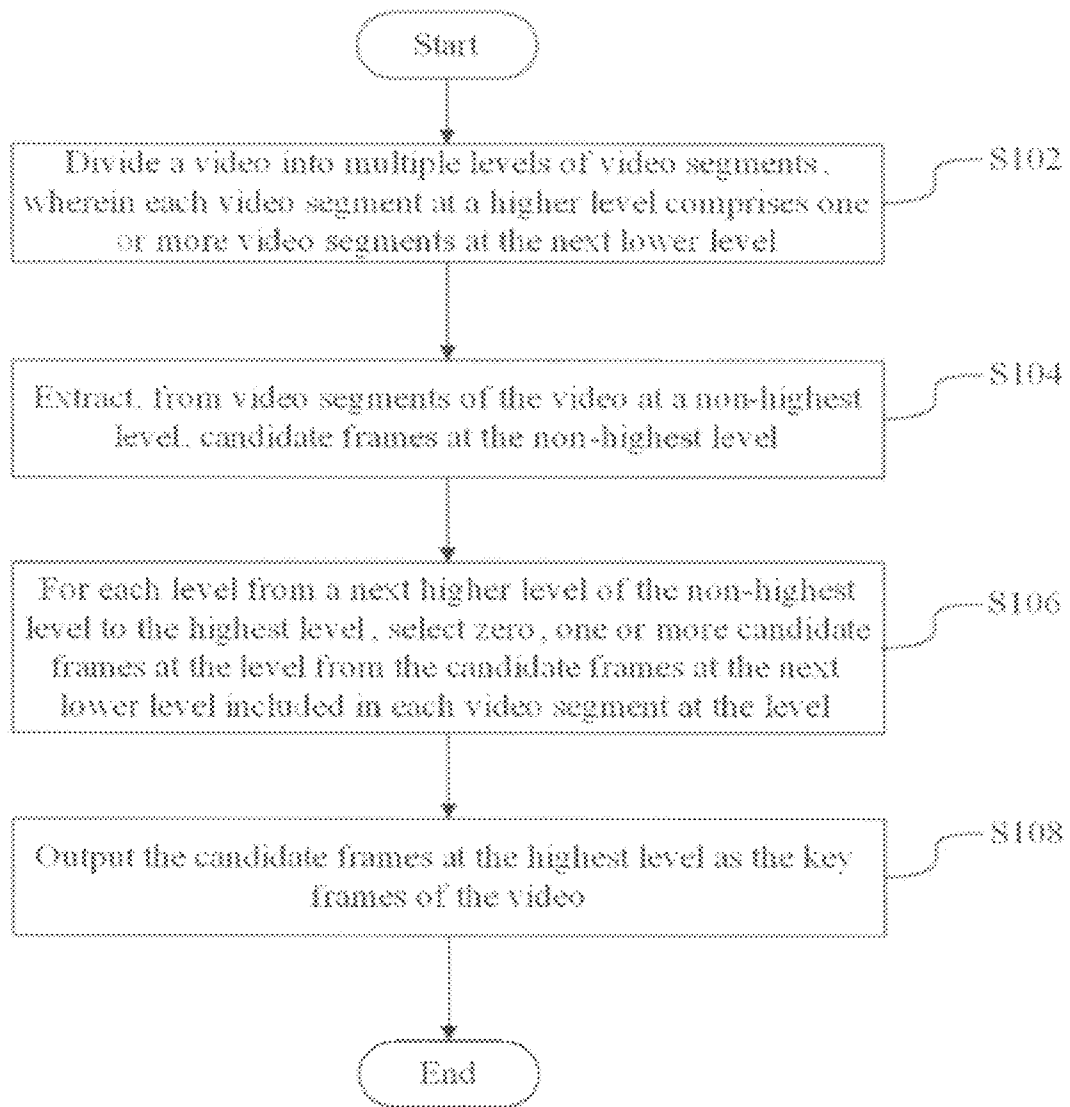 Start
Divide a video into multiple levels of video segments,
wherein each video segment at a higher level comprises one
or more video segments at the next lower level
S102
Extract, from video segments of the video at a non-highest
level, candidate frames at the non-highest level
S104
For each level from a next higher level of the non-highest
level to the highest level, select zero, one or more candidate
frames at the level from the candidate frames at the next
lower level included in each video segment at the level
S106
Output the candidate frames at the highest level as the key
frames of the video
S108
End